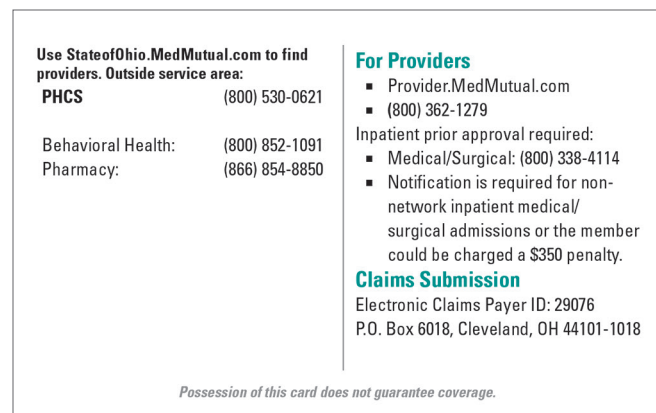 Use StateofOhio.MedMutual.com to find
providers. Outside service area:
PHCS (800) 530-0621
Behavioral Health: (800) 852-1091
Pharmacy: (866) 854-8850
For Providers
▪ Provider.MedMutual.com
▪ (800) 362-1279
Inpatient prior approval required:
▪ Medical/Surgical: (800) 338-4114
▪ Notification is required for non-
network inpatient medical/
surgical admissions or the member
could be charged a $350 penalty.
Claims Submission
Electronic Claims Payer ID: 29076
P.O. Box 6018, Cleveland, OH 44101-1018
Possession of this card does not guarantee coverage.